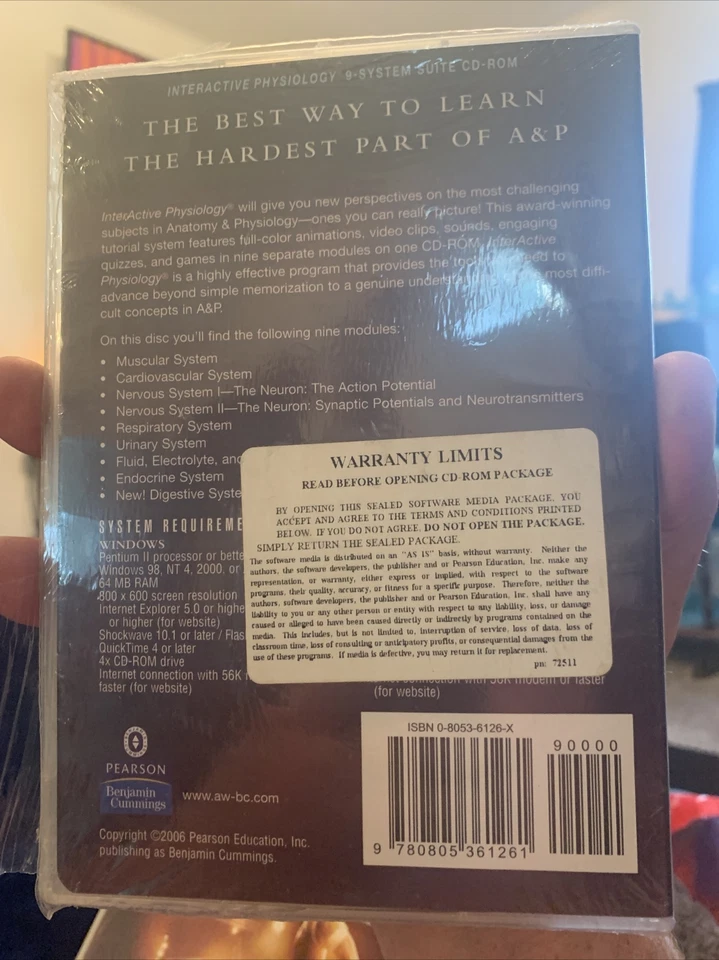 INTERACTIVE PHYSIOLOGY 9-SYSTEM SUITE CD-ROM
THE BEST WAY TO LEARN
THE HARDEST PART OF A&P
InterActive Physiology® will give you new perspectives on the most challenging
subjects in Anatomy & Physiology—ones you can really picture! This award-winning
tutorial system features full-color animations, video clips, sounds, engaging
quizzes, and games in nine separate modules on one CD-ROM. InterActive
Physiology® is a highly effective program that provides the need to
advance beyond simple memorization to a genuine most diffi-
cult concepts in A&P.
On this disc you'll find the following nine modules:
• Muscular System
• Cardiovascular System
• Nervous System I—The Neuron: The Action Potential
• Nervous System II—The Neuron: Synaptic Potentials and Neurotransmitters
• Respiratory System
• Urinary System
• Fluid, Electrolyte, and
• Endocrine System
• New! Digestive Syste
SYSTEM REQUIREME
WINDOWS
Pentium II processor or bette
Windows 98, NT 4, 2000, or
64 MB RAM
800 x 600 screen resolution
Internet Explorer 5.0 or highe
or higher (for website)
Shockwave 10.1 or later / Flas
QuickTime 4 or later
4x CD-ROM drive
Internet connection with 56K
faster (for website)
WARRANTY LIMITS
READ BEFORE OPENING CD-ROM PACKAGE
BY OPENING THIS SEALED SOFTWARE MEDIA PACKAGE, YOU
ACCEPT AND AGREE TO THE TERMS AND CONDITIONS PRINTED
BELOW. IF YOU DO NOT AGREE, DO NOT OPEN THE PACKAGE.
SIMPLY RETURN THE SEALED PACKAGE.
The software media is distributed on an "AS IS" basis, without warranty. Neither the
authors, the software developers, the publisher and or Pearson Education, Inc. make any
representation, or warranty, either express or implied, with respect to the software
programs, their quality, accuracy, or fitness for a specific purpose. Therefore, neither the
authors, software developers, the publisher and or Pearson Education, Inc. shall have any
liability to you or any other person or entity with respect to any liability, loss, or damage
caused or alleged to have been caused directly or indirectly by programs contained on the
media. This includes, but is not limited to, interruption of service, loss of data, loss of
classroom time, loss of consulting or anticipatory profits, or consequential damages from the
use of these programs. If media is defective, you may return it for replacement.
pn: 72511
connection with 56K modem or faster
(for website)
PEARSON
Benjamin
Cummings
www.aw-bc.com
Copyright ©2006 Pearson Education, Inc.
publishing as Benjamin Cummings.
ISBN 0-8053-6126-X
90000
9 780805 361261